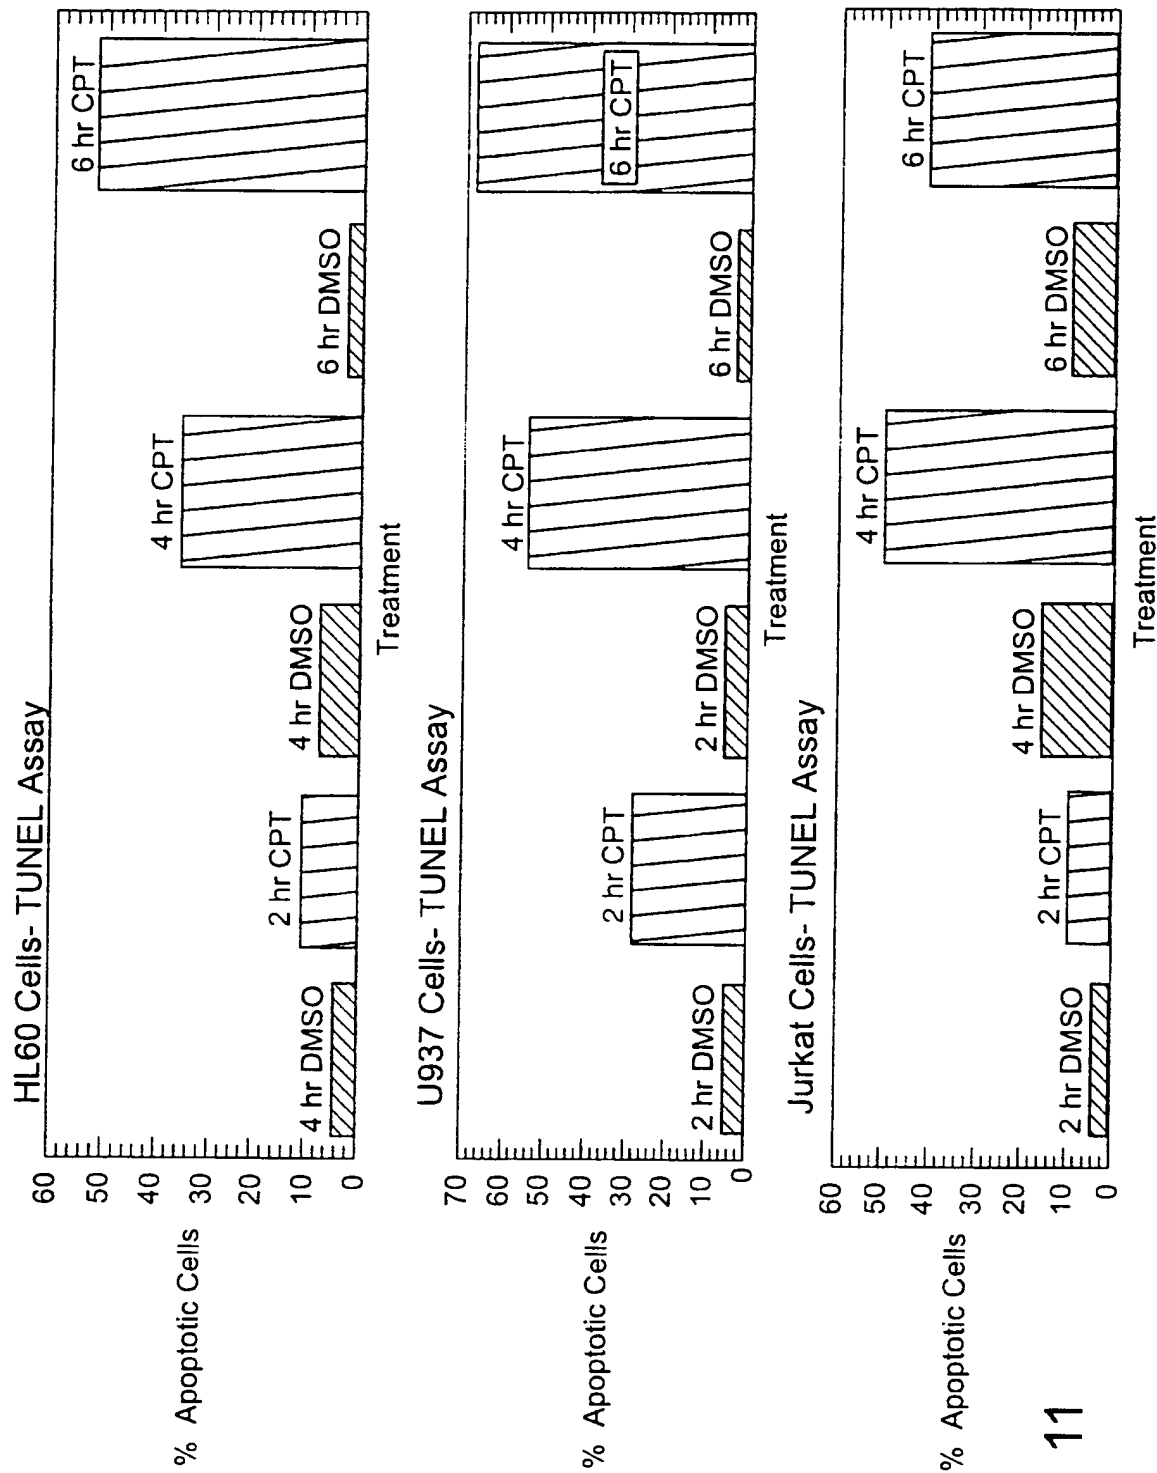 HL60 Cells- TUNEL Assay
% Apoptotic Cells
60
50
40
30
20
10
0
4 hr DMSO
2 hr CPT
4 hr DMSO
4 hr CPT
6 hr DMSO
6 hr CPT
Treatment
U937 Cells- TUNEL Assay
% Apoptotic Cells
70
60
50
40
30
20
10
0
2 hr DMSO
2 hr CPT
2 hr DMSO
4 hr CPT
6 hr DMSO
6 hr CPT
Treatment
Jurkat Cells- TUNEL Assay
% Apoptotic Cells
60
50
40
30
20
10
0
2 hr DMSO
2 hr CPT
4 hr DMSO
4 hr CPT
6 hr DMSO
6 hr CPT
Treatment
11